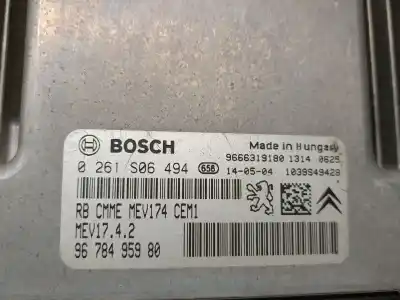 BOSCH
Made in Hungary
0 261 S06 494 658
9666319180 1314 0625
14-05-04 1039S49428
RB CMME MEV174 CEM1
MEV17.4.2
96 784 959 80